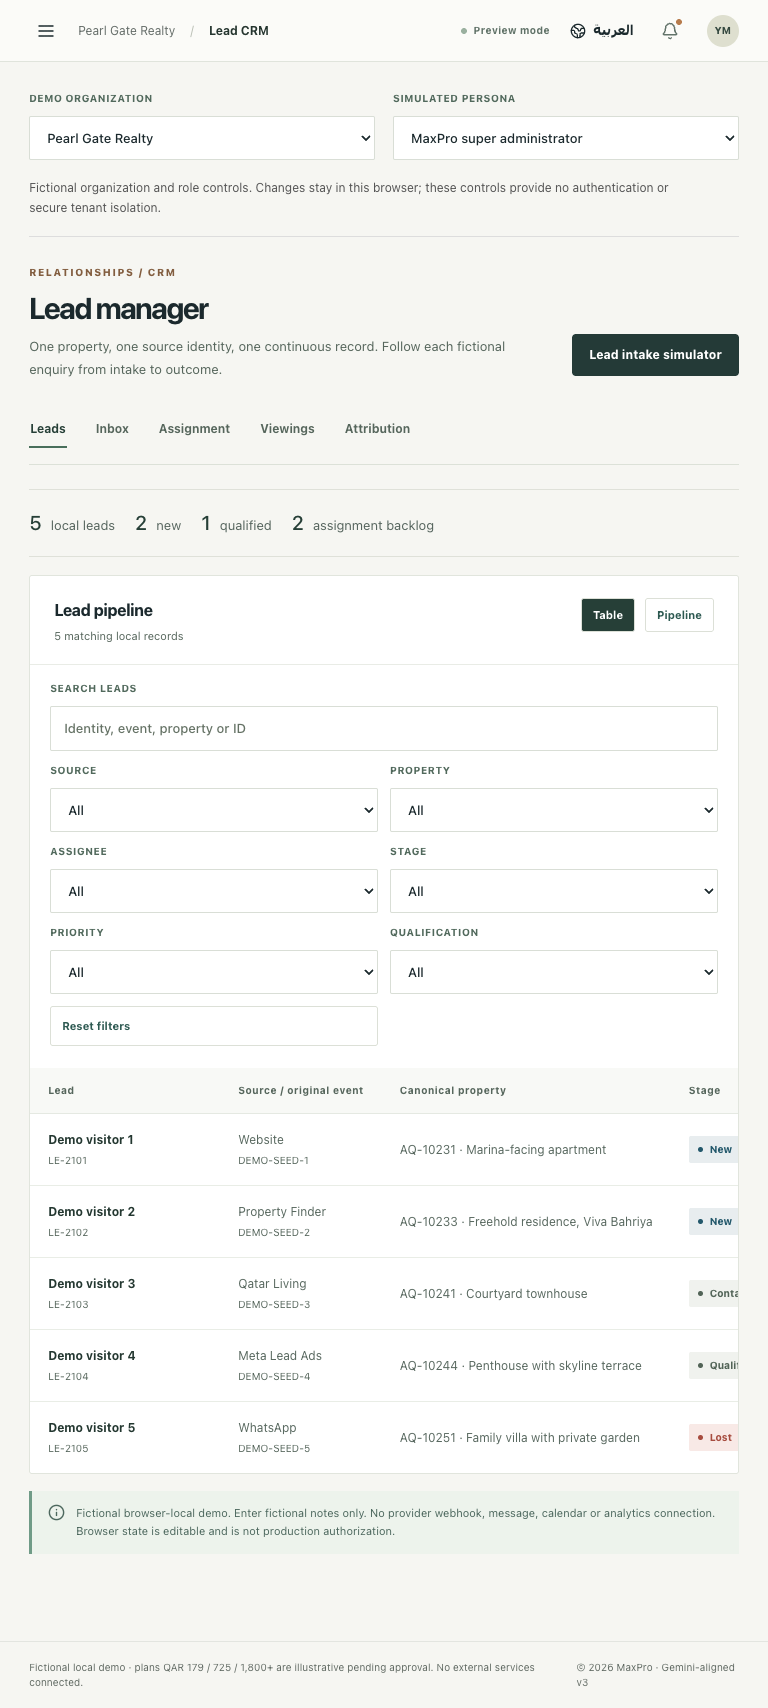 Pearl Gate Realty / Lead CRM
Preview mode
العربية
YM
DEMO ORGANIZATION
Pearl Gate Realty
SIMULATED PERSONA
MaxPro super administrator
Fictional organization and role controls. Changes stay in this browser; these controls provide no authentication or
secure tenant isolation.
RELATIONSHIPS / CRM
Lead manager
One property, one source identity, one continuous record. Follow each fictional
enquiry from intake to outcome.
Lead intake simulator
Leads Inbox Assignment Viewings Attribution
5 local leads 2 new 1 qualified 2 assignment backlog
Lead pipeline
5 matching local records
Table Pipeline
SEARCH LEADS
Identity, event, property or ID
SOURCE
All
PROPERTY
All
ASSIGNEE
All
STAGE
All
PRIORITY
All
QUALIFICATION
All
Reset filters
Lead Source / original event Canonical property Stage
Demo visitor 1
LE-2101
Website
DEMO-SEED-1
AQ-10231 · Marina-facing apartment
New
Demo visitor 2
LE-2102
Property Finder
DEMO-SEED-2
AQ-10233 · Freehold residence, Viva Bahriya
New
Demo visitor 3
LE-2103
Qatar Living
DEMO-SEED-3
AQ-10241 · Courtyard townhouse
Conta
Demo visitor 4
LE-2104
Meta Lead Ads
DEMO-SEED-4
AQ-10244 · Penthouse with skyline terrace
Qualif
Demo visitor 5
LE-2105
WhatsApp
DEMO-SEED-5
AQ-10251 · Family villa with private garden
Lost
Fictional browser-local demo. Enter fictional notes only. No provider webhook, message, calendar or analytics connection.
Browser state is editable and is not production authorization.
Fictional local demo · plans QAR 179 / 725 / 1,800+ are illustrative pending approval. No external services
connected.
© 2026 MaxPro · Gemini-aligned
v3